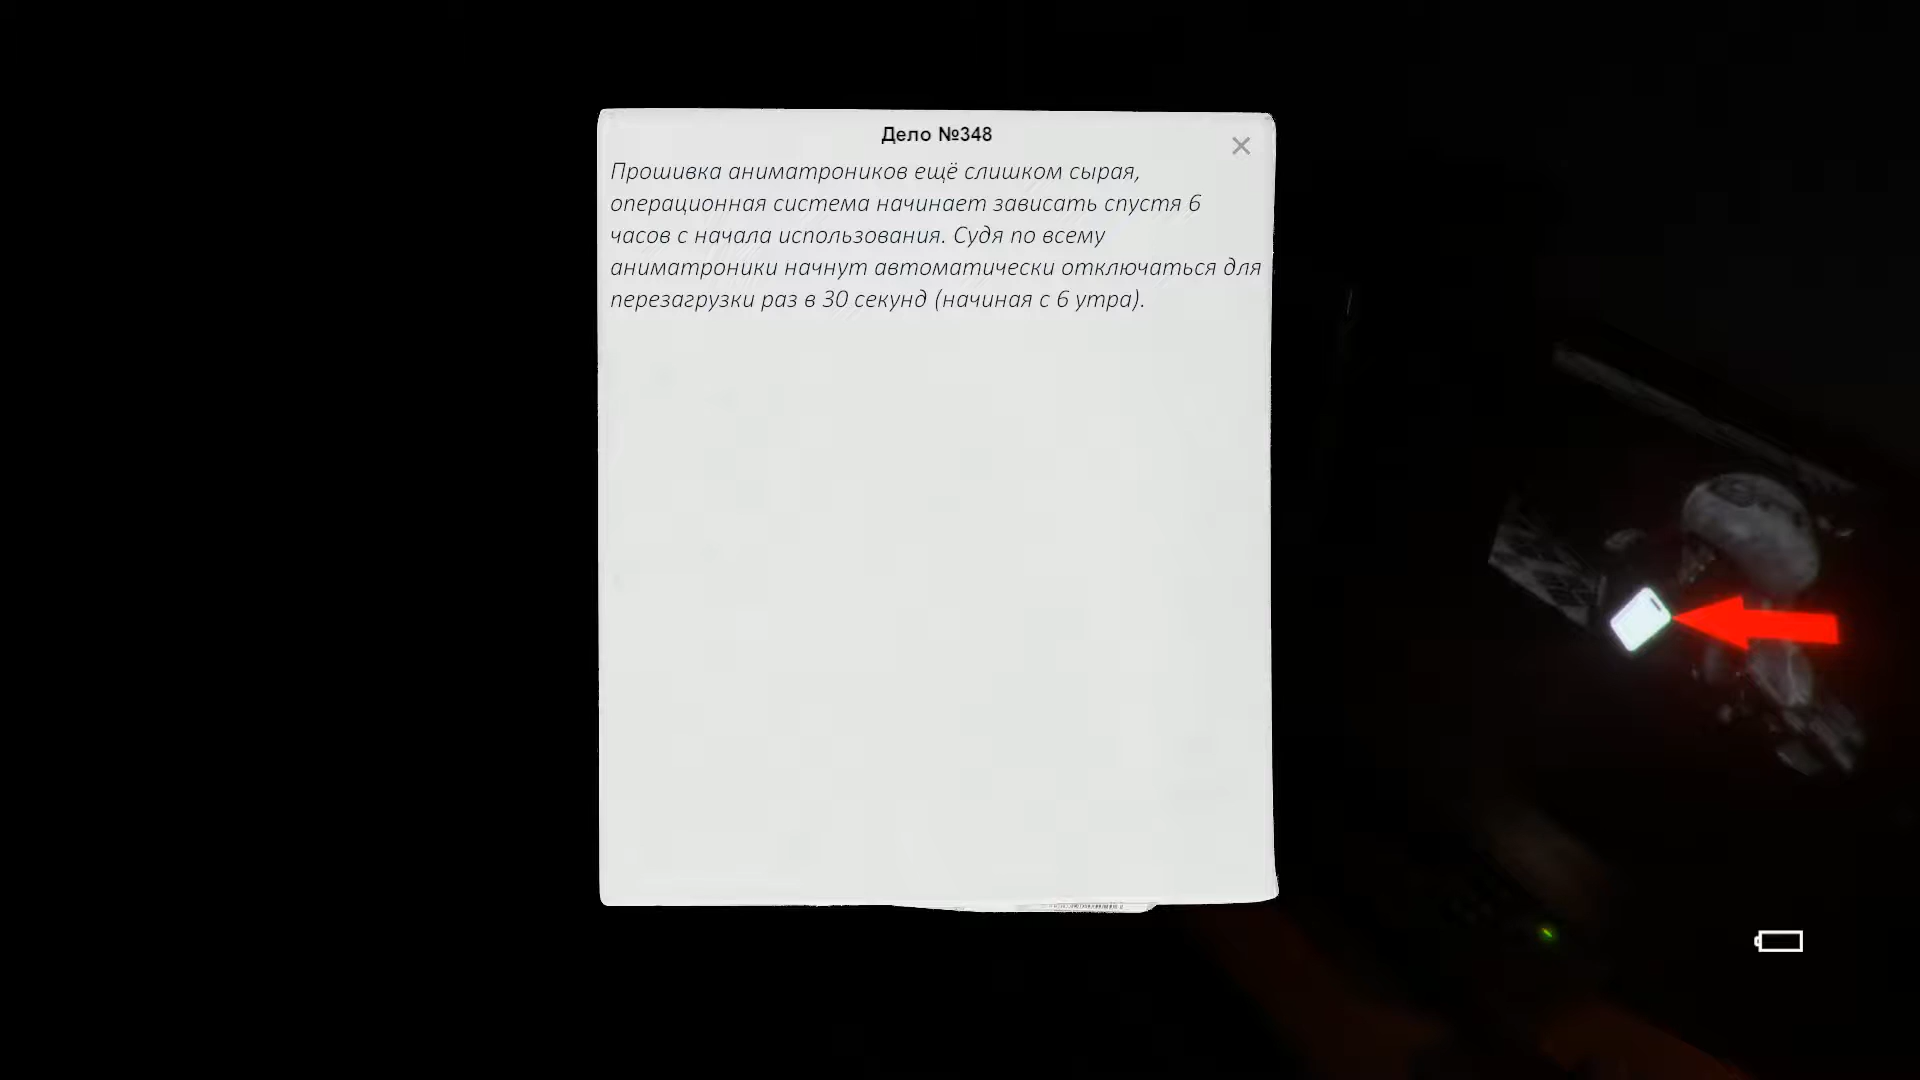 Дело №348
Прошивка аниматроников ещё слишком сырая,
операционная система начинает зависать спустя 6
часов с начала использования. Судя по всему
аниматроники начнут автоматически отключаться для
перезагрузки раз в 30 секунд (начиная с 6 утра).